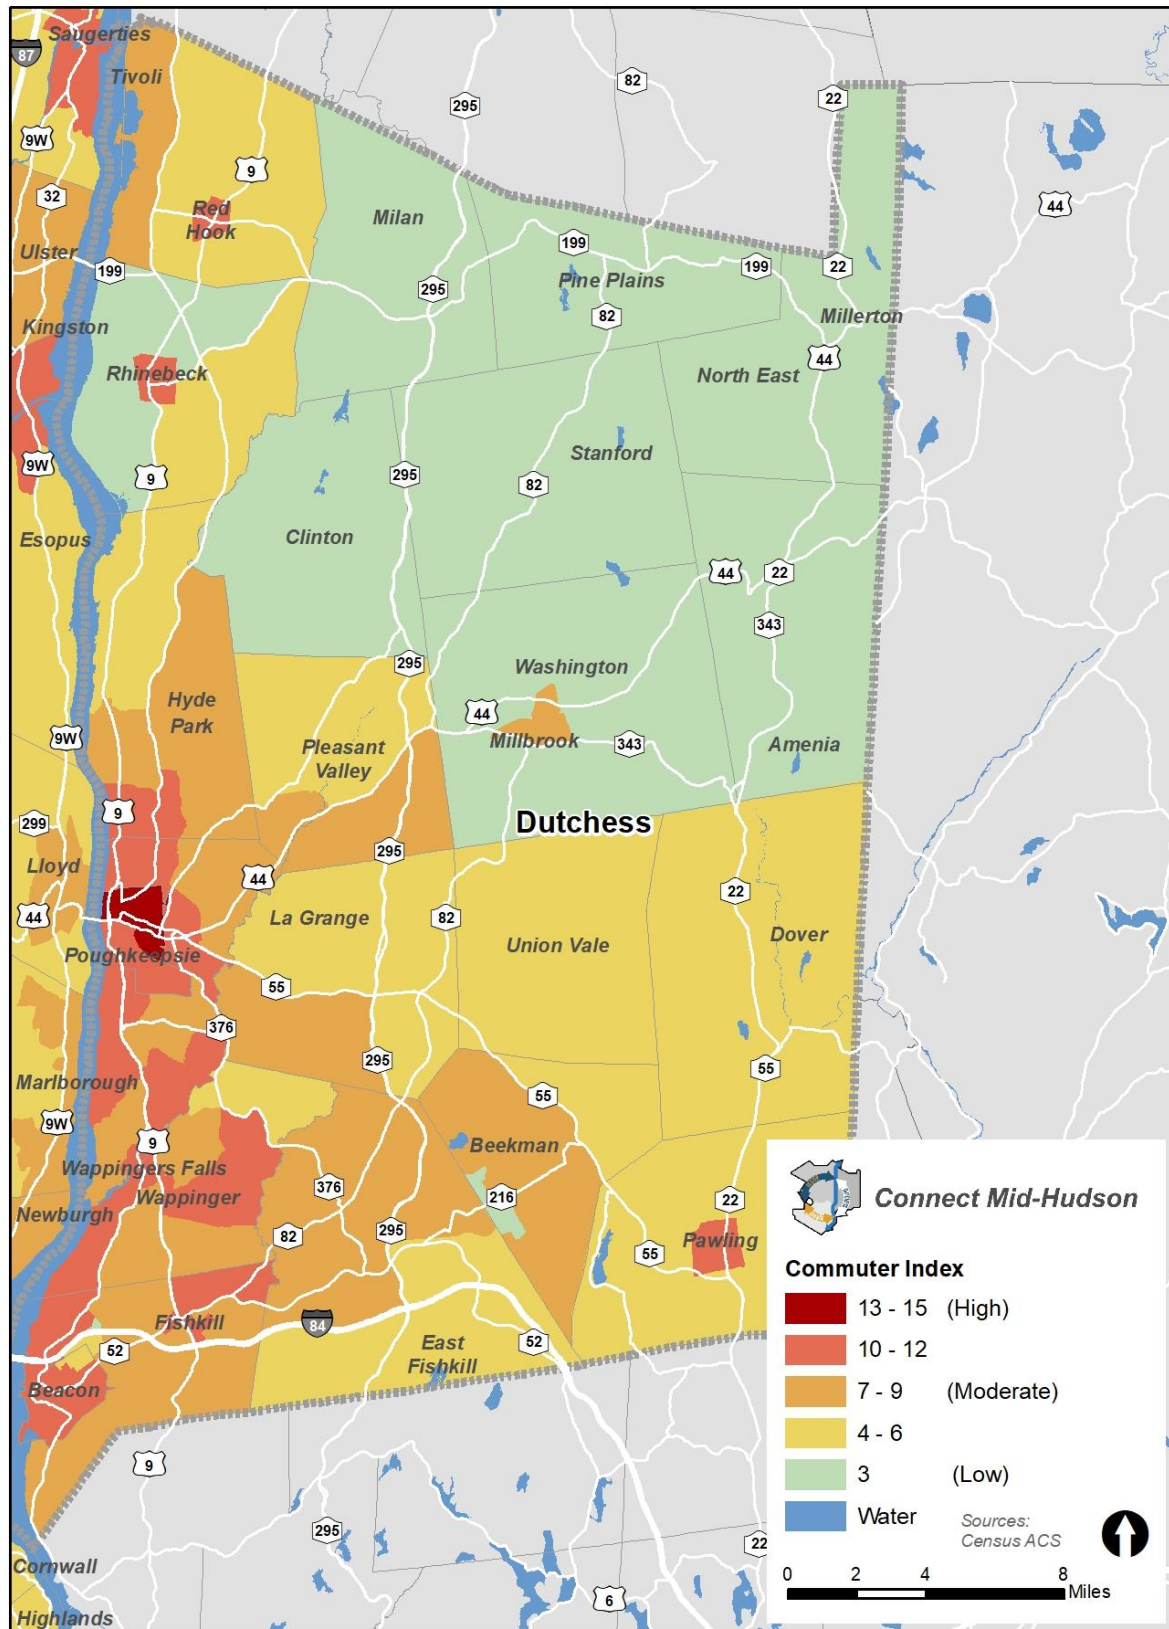 Saugerties
87
Tivoli
82
295
22
9W
9
32
44
Red
Hook
Milan
Ulster
199
199
199
22
295
Pine Plains
82
Millerton
Kingston
44
Rhinebeck
North East
Stanford
9W
9
295
82
Esopus
Clinton
44
22
343
295
Washington
Hyde
Park
44
9W
Pleasant
Valley
Millbrook
343
Amenia
9
Dutchess
299
295
Lloyd
44
22
44
La Grange
82
Union Vale
Dover
Poughkeepsie
55
376
295
55
Marlborough
55
9W
9
Beekman
Wappingers Falls
376
216
Wappinger
22
Newburgh
82
295
55
Pawling
Fishkill
84
52
52
East
Fishkill
Beacon
9
295
22
Cornwall
6
Highlands
Connect Mid-Hudson
Commuter Index
13 - 15 (High)
10 - 12
7 - 9 (Moderate)
4 - 6
3 (Low)
Water
Sources:
Census ACS
0 2 4 8
Miles